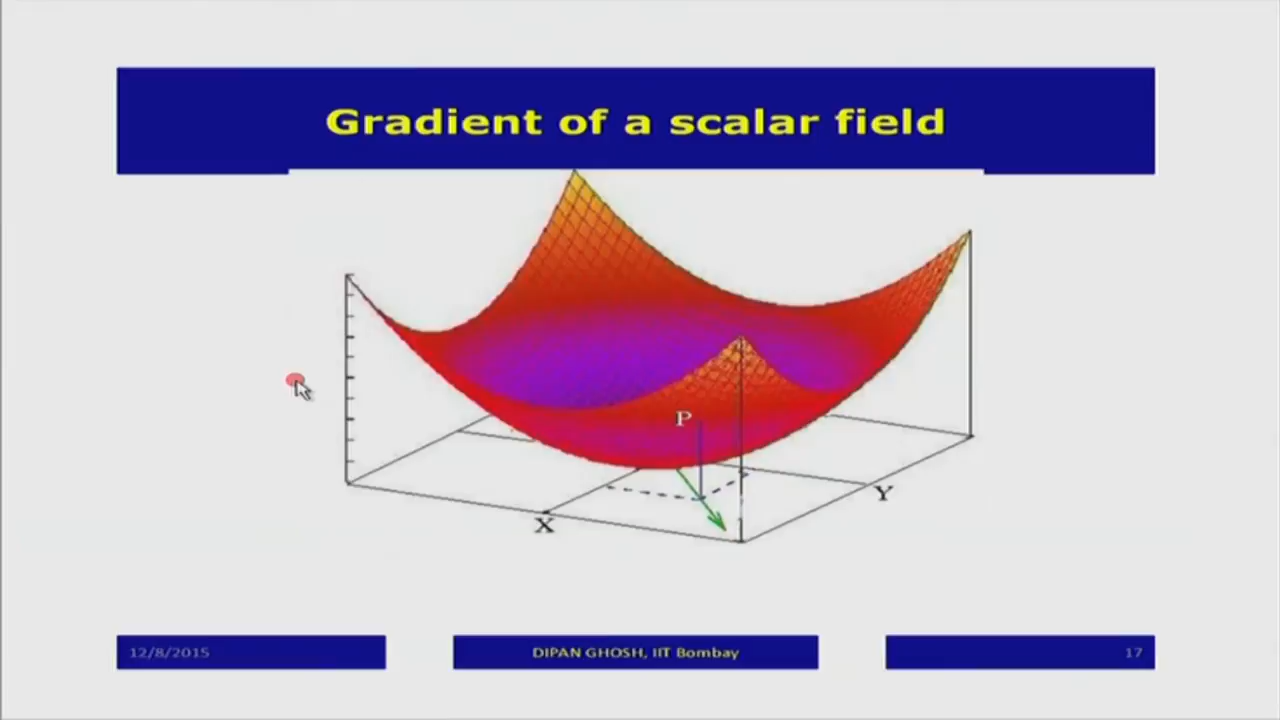 Gradient of a scalar field
P
X
Y
12/8/2015
DIPAN GHOSH, IIT Bombay
17